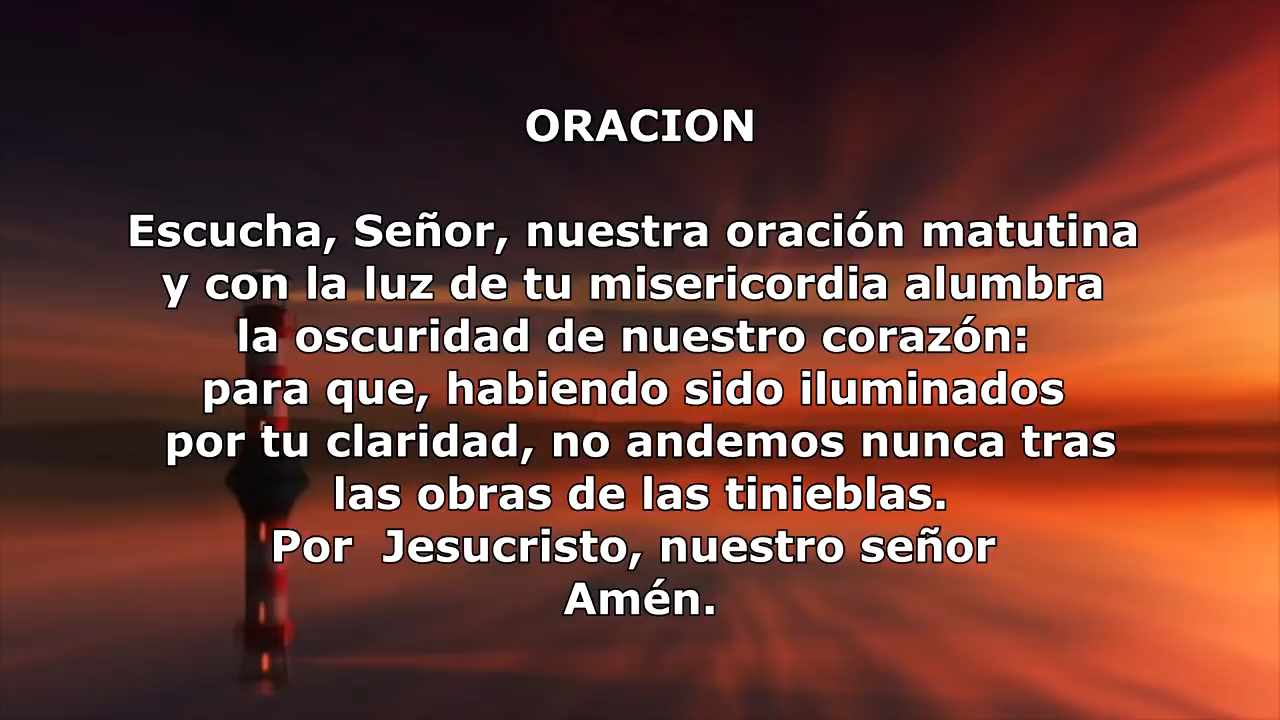 ORACION
Escucha, Señor, nuestra oración matutina
y con la luz de tu misericordia alumbra
la oscuridad de nuestro corazón:
para que, habiendo sido iluminados
por tu claridad, no andemos nunca tras
las obras de las tinieblas.
Por  Jesucristo, nuestro señor
Amén.